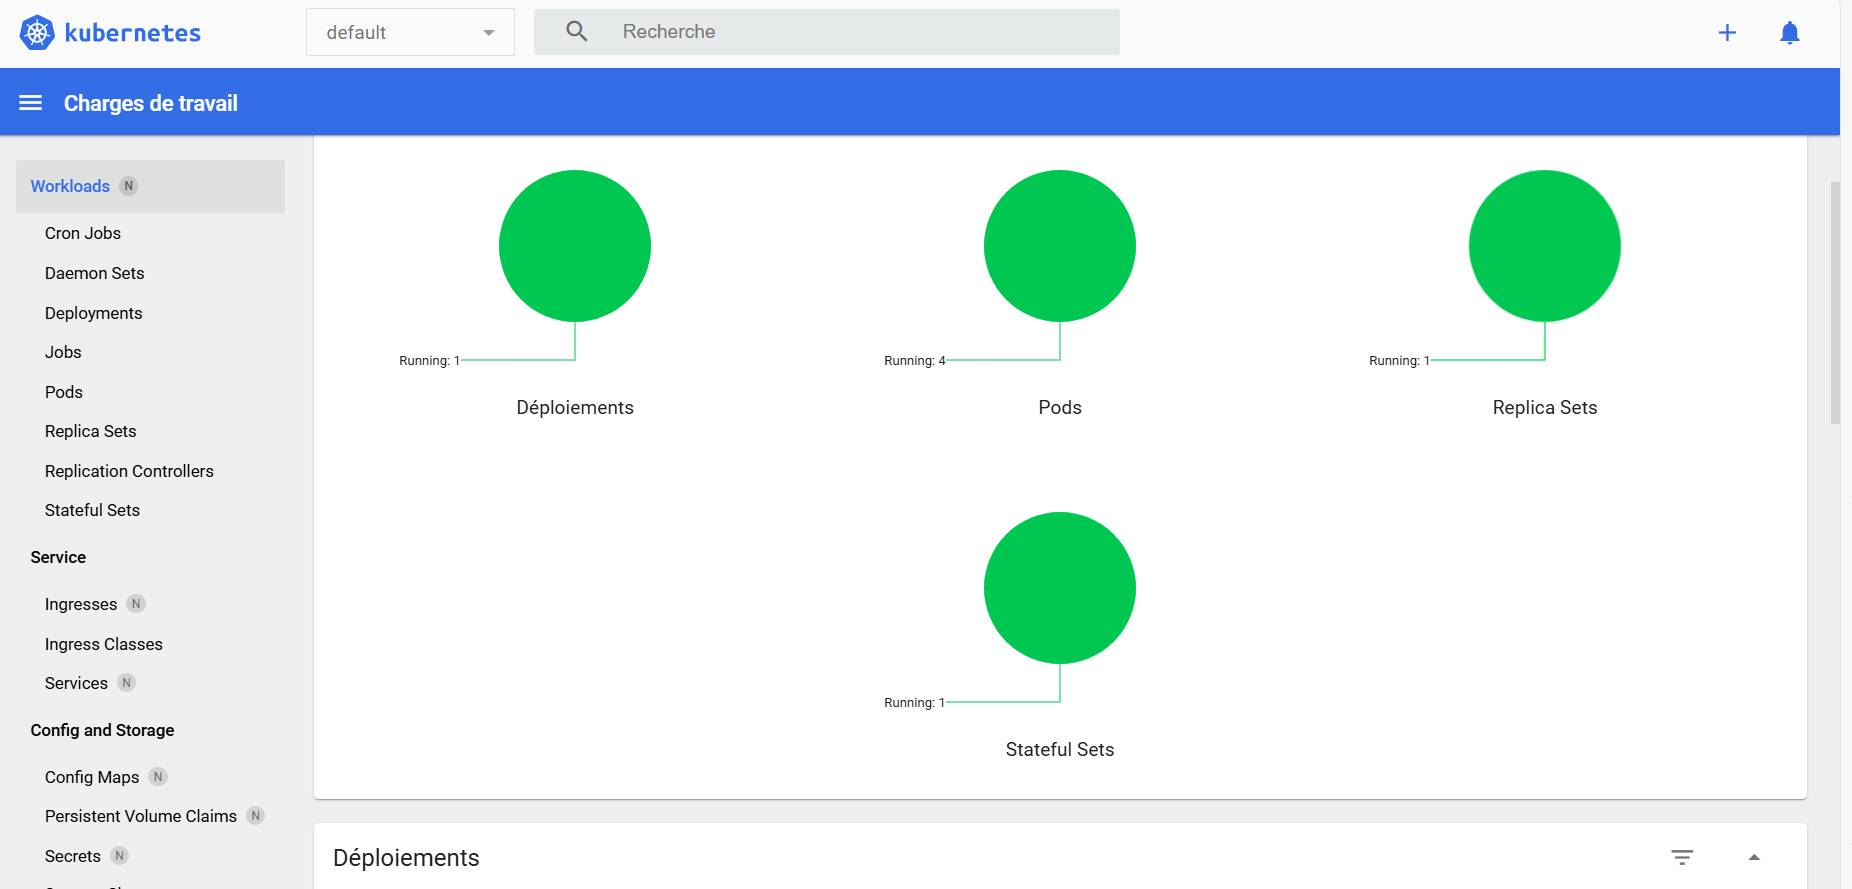 kubernetes
default
Recherche
Charges de travail
Workloads N
Cron Jobs
Daemon Sets
Deployments
Jobs
Pods
Replica Sets
Replication Controllers
Stateful Sets
Service
Ingresses N
Ingress Classes
Services N
Config and Storage
Config Maps N
Persistent Volume Claims N
Secrets N
Running: 1
Déploiements
Running: 4
Pods
Running: 1
Replica Sets
Running: 1
Stateful Sets
Déploiements